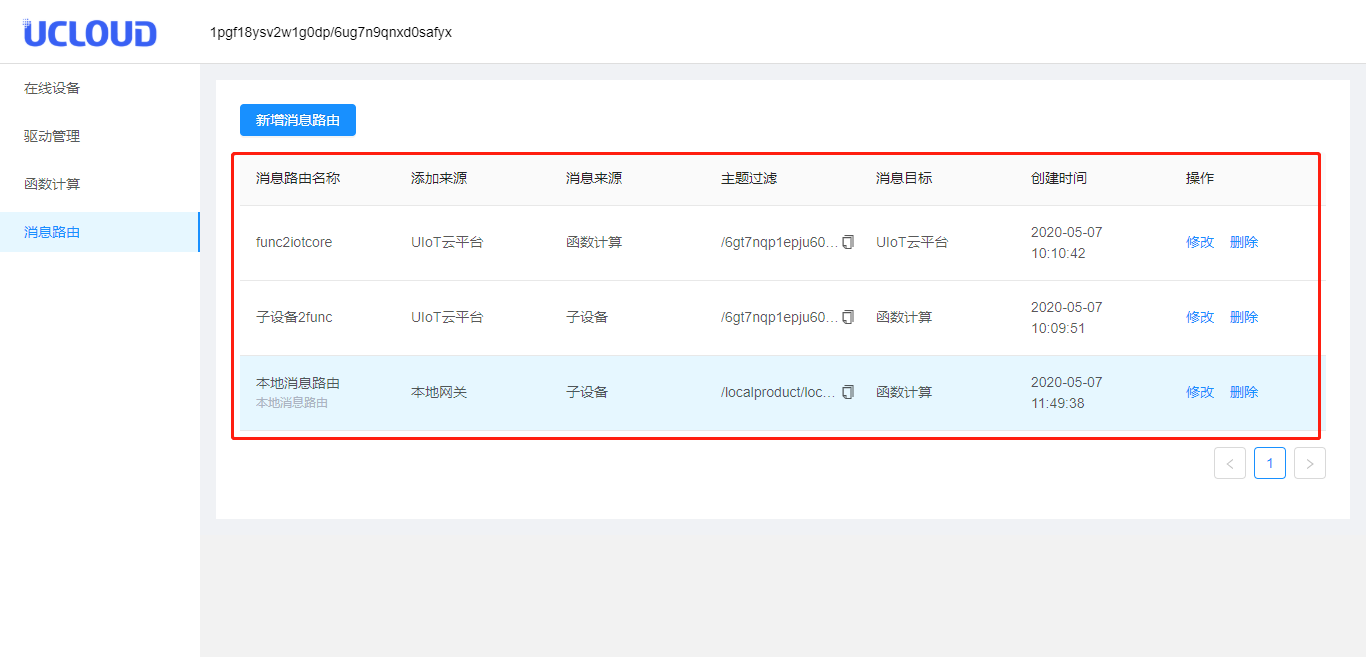 UCLOUD
1pgf18ysv2w1g0dp/6ug7n9qnxd0safyx
在线设备
驱动管理
函数计算
消息路由
新增消息路由
消息路由名称 添加来源 消息来源 主题过滤 消息目标 创建时间 操作
func2iotcore UIoT云平台 函数计算 /6gt7nqp1epju60... UIoT云平台 2020-05-07 10:10:42 修改 删除
子设备2func UIoT云平台 子设备 /6gt7nqp1epju60... 函数计算 2020-05-07 10:09:51 修改 删除
本地消息路由 本地网关 子设备 /localproduct/loc... 函数计算 2020-05-07 11:49:38 修改 删除
本地消息路由
< 1 >